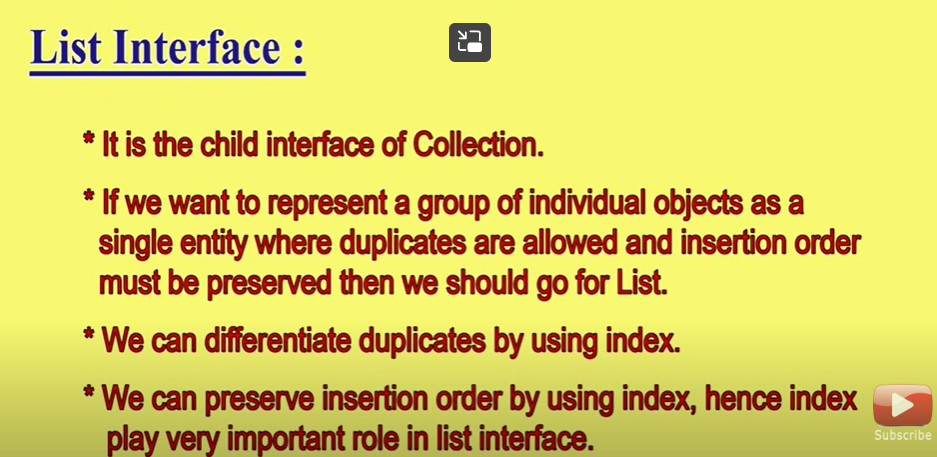 List Interface :
* It is the child interface of Collection.
* If we want to represent a group of individual objects as a
single entity where duplicates are allowed and insertion order
must be preserved then we should go for List.
* We can differentiate duplicates by using index.
* We can preserve insertion order by using index, hence index
play very important role in list interface.
Subscribe